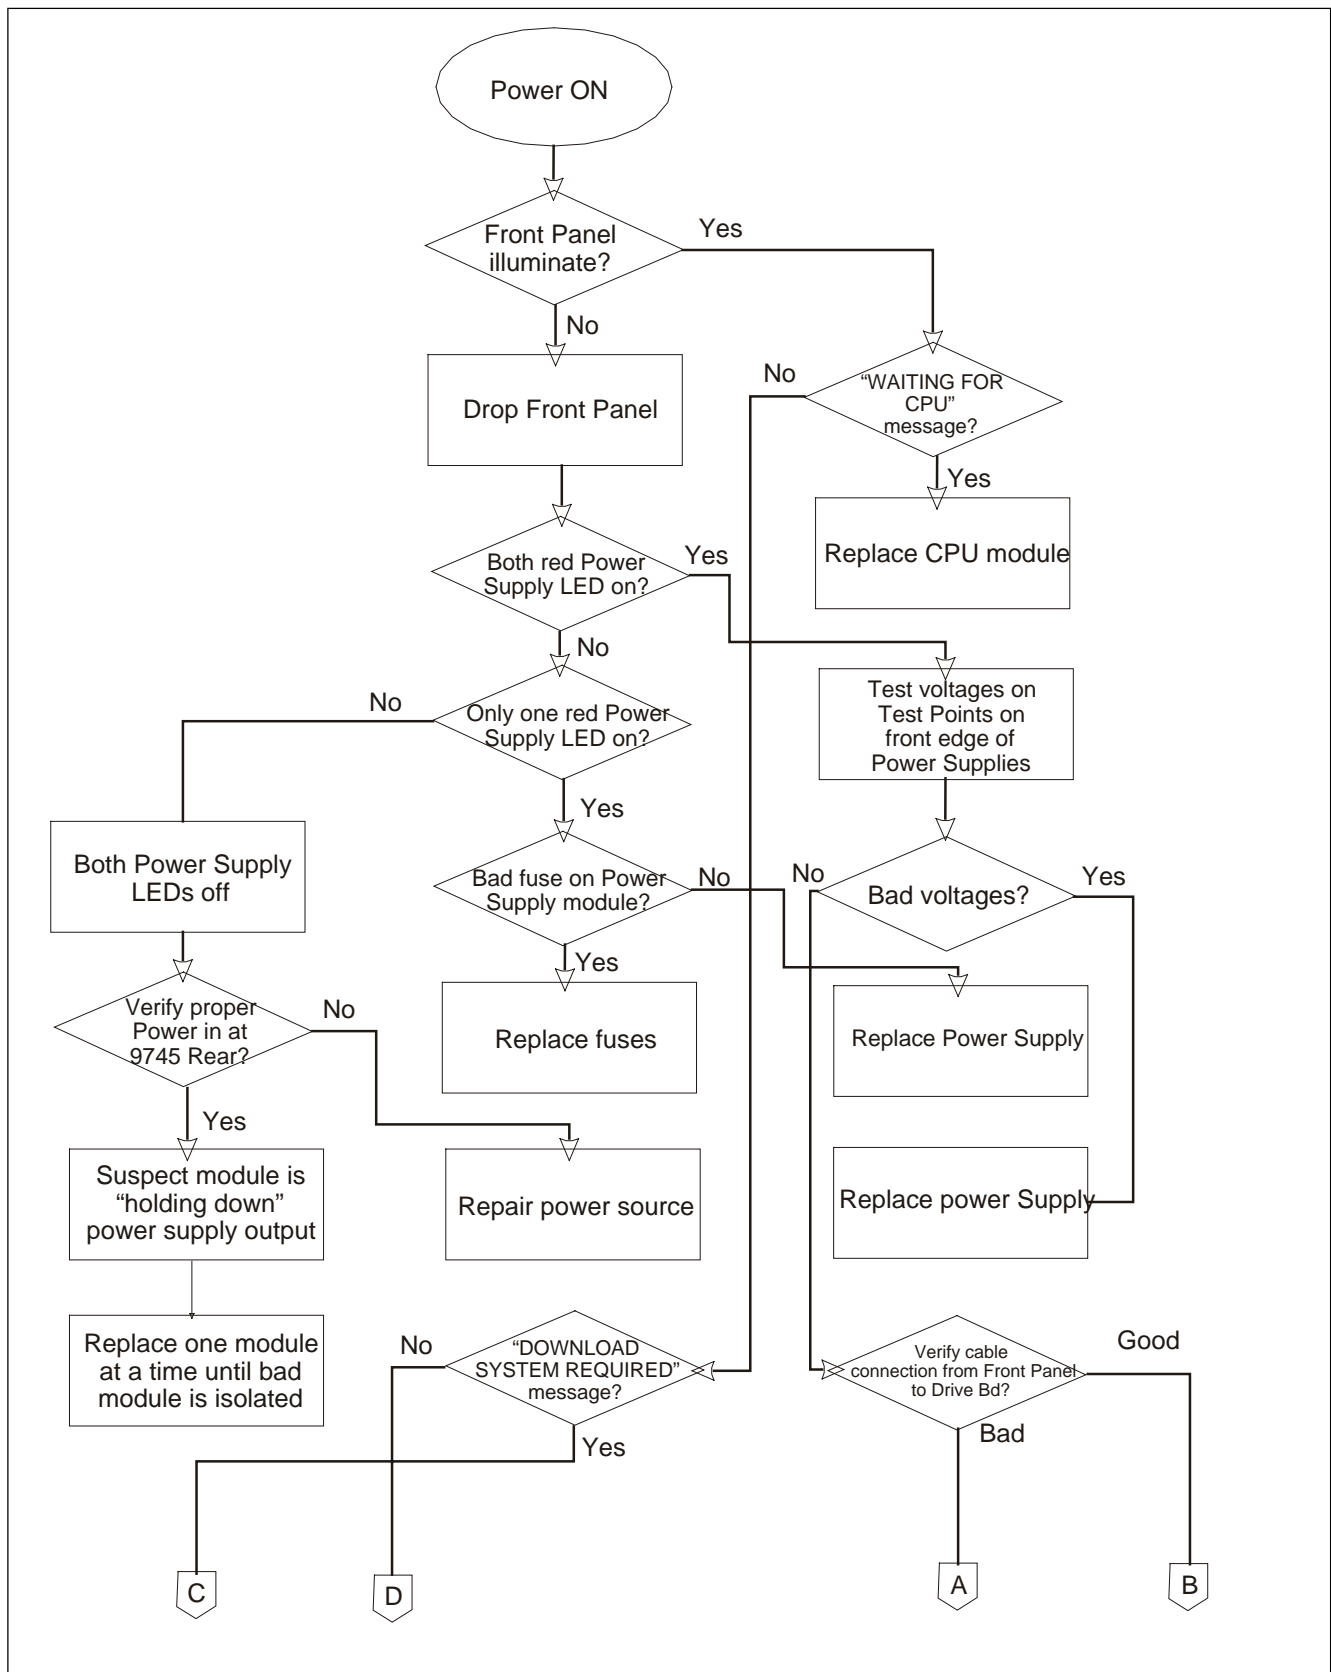 Power ON
Front Panel
illuminate?
Yes
No
Drop Front Panel
No
“WAITING FOR
CPU”
message?
Yes
Replace CPU module
Both red Power
Supply LED on?
Yes
No
Test voltages on
Test Points on
front edge of
Power Supplies
No
Only one red Power
Supply LED on?
Yes
Both Power Supply
LEDs off
Bad fuse on Power
Supply module?
No
No
Bad voltages?
Yes
Yes
Verify proper
Power in at
9745 Rear?
No
Replace fuses
Replace Power Supply
Yes
Suspect module is
“holding down”
power supply output
Repair power source
Replace power Supply
Replace one module
at a time until bad
module is isolated
No
“DOWNLOAD
SYSTEM REQUIRED”
message?
Yes
Verify cable
connection from Front Panel
to Drive Bd?
Good
Bad
C
D
A
B